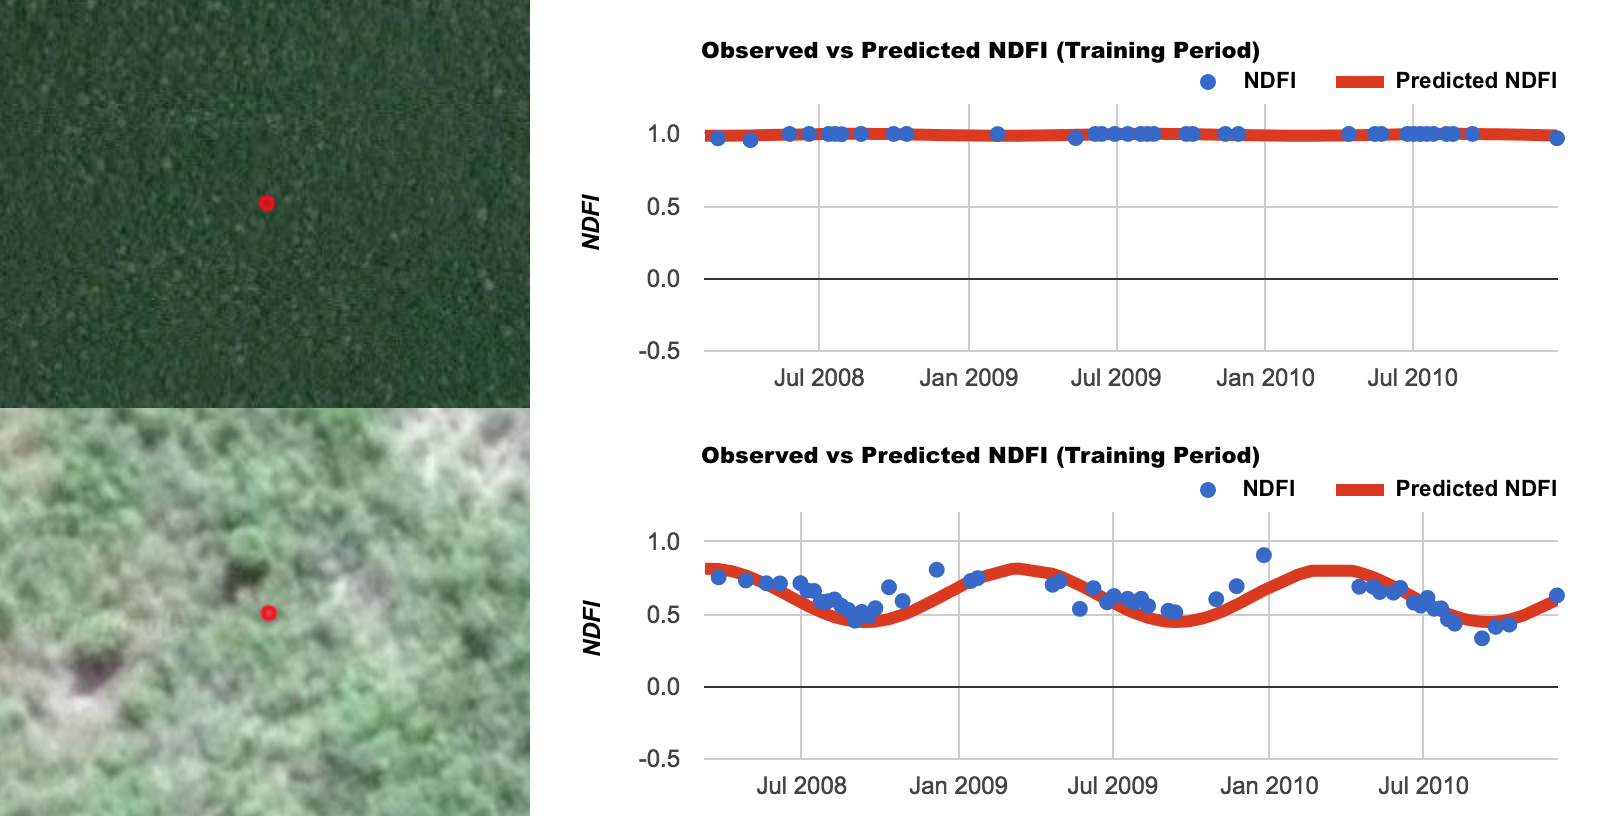 Observed vs Predicted NDFI (Training Period)
NDFI Predicted NDFI
1.0
0.5
0.0
-0.5
NDFI
Jul 2008 Jan 2009 Jul 2009 Jan 2010 Jul 2010
Observed vs Predicted NDFI (Training Period)
NDFI Predicted NDFI
1.0
0.5
0.0
-0.5
NDFI
Jul 2008 Jan 2009 Jul 2009 Jan 2010 Jul 2010